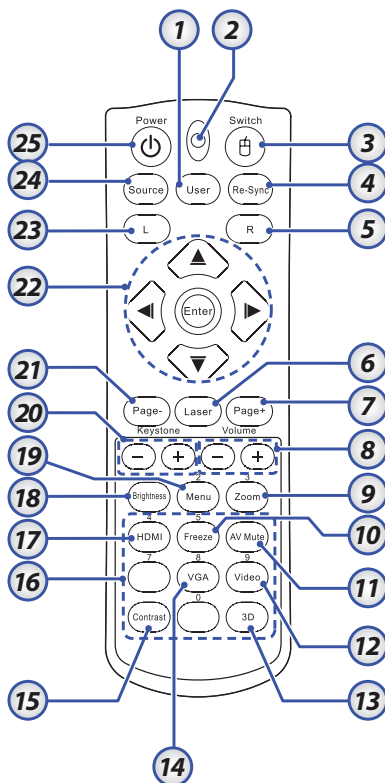 1 2
Power Switch
25 3
24 Source User Re-Sync 4
23 L R 5
22
Enter
6
21 Page- Laser Page+ 7
20 Keystone Volume
− + − + 8
19
2 3
18 Brightness Menu Zoom 9
4 5
17 HDMI Freeze AV Mute 10
7 8 9
16 VGA Video 11
0
Contrast 3D 12
15 14 13